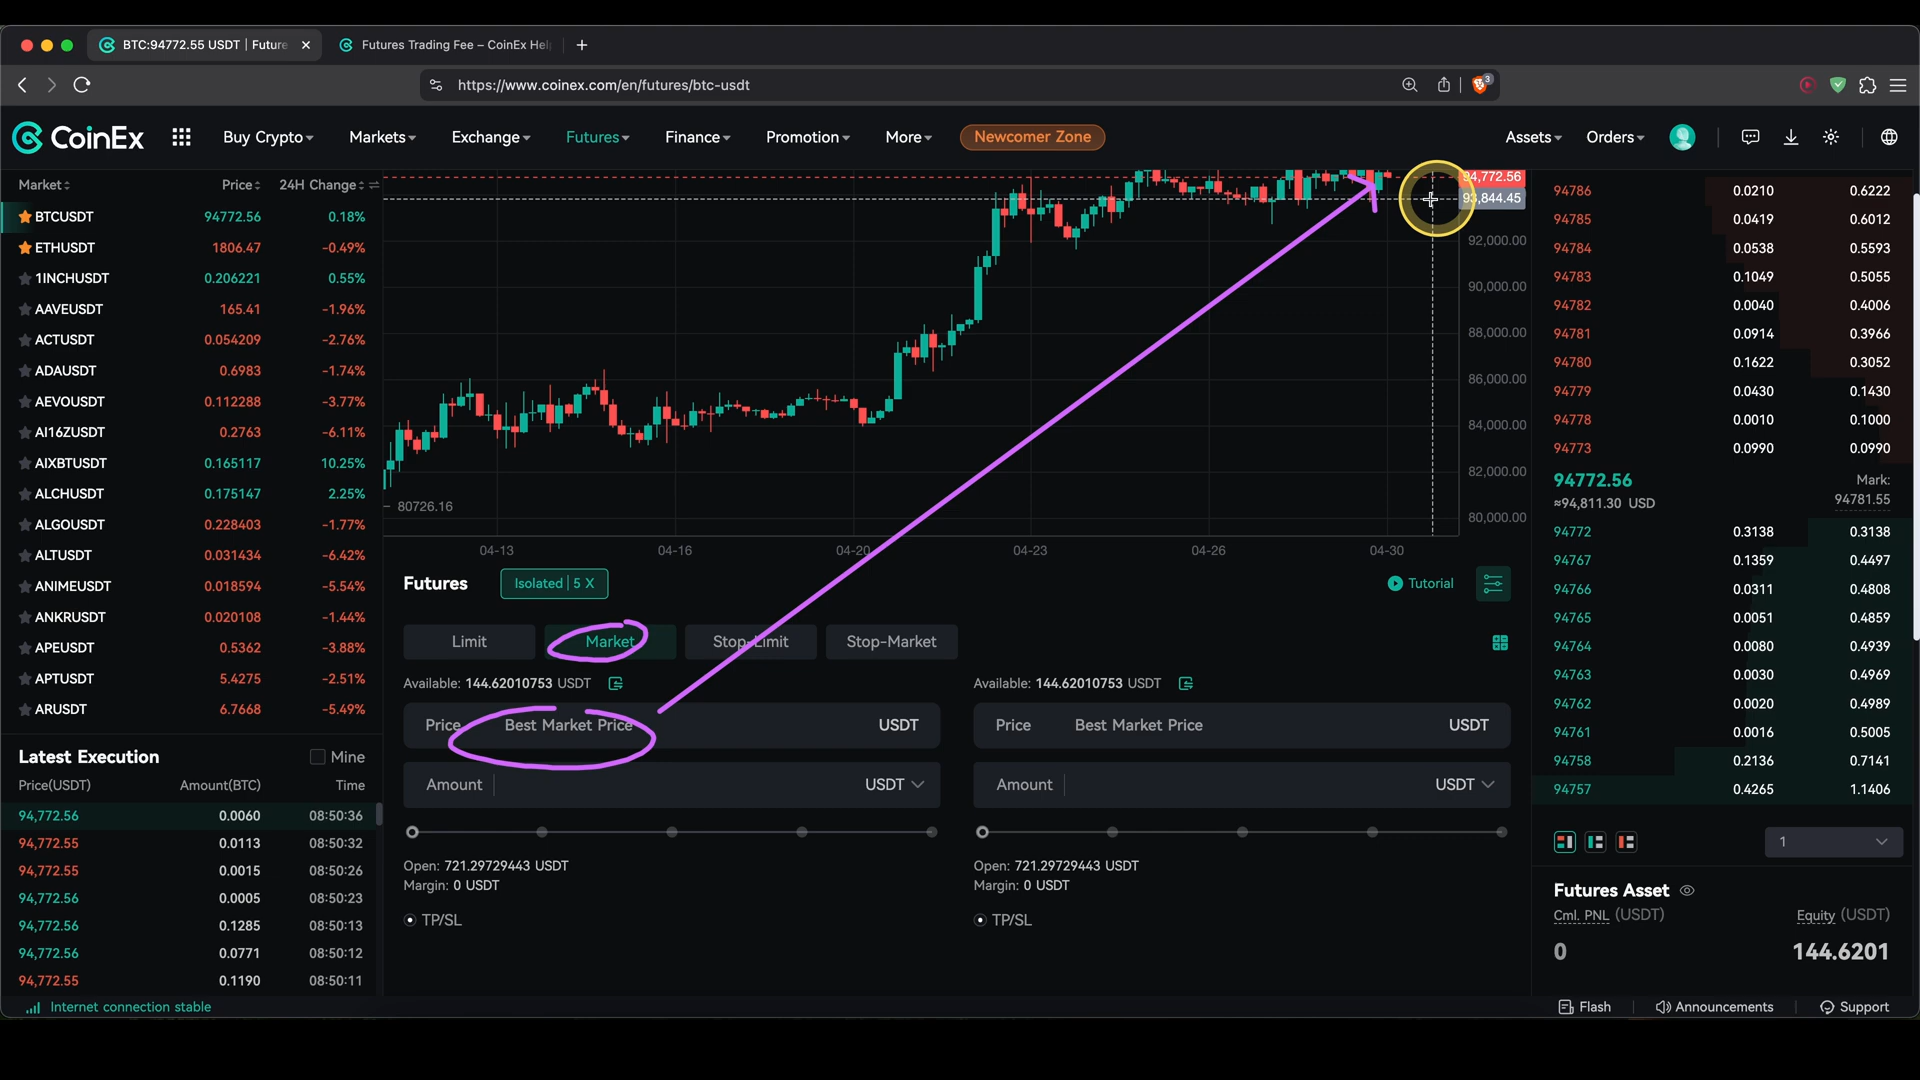 BTC:94772.55 USDT | Future
Futures Trading Fee – CoinEx Hel
https://www.coinex.com/en/futures/btc-usdt
3
CoinEx
Buy Crypto
Markets
Exchange
Futures
Finance
Promotion
More
Newcomer Zone
Assets
Orders
Market Price 24H Change
BTCUSDT 94772.56 0.18%
ETHUSDT 1806.47 -0.49%
1INCHUSDT 0.206221 0.55%
AAVEUSDT 165.41 -1.96%
ACTUSDT 0.054209 -2.76%
ADAUSDT 0.6983 -1.74%
AEVOUSDT 0.112288 -3.77%
AI16ZUSDT 0.2763 -6.11%
AIXBTUSDT 0.165117 10.25%
ALCHUSDT 0.175147 2.25%
ALGOUSDT 0.228403 -1.77%
ALTUSDT 0.031434 -6.42%
ANIMEUSDT 0.018594 -5.54%
ANKRUSDT 0.020108 -1.44%
APEUSDT 0.5362 -3.88%
APTUSDT 5.4275 -2.51%
ARUSDT 6.7668 -5.49%
Latest Execution Mine
Price(USDT) Amount(BTC) Time
94,772.56 0.0060 08:50:36
94,772.55 0.0113 08:50:32
94,772.55 0.0015 08:50:26
94,772.56 0.0005 08:50:23
94,772.56 0.1285 08:50:13
94,772.56 0.0771 08:50:12
94,772.55 0.1190 08:50:11
Internet connection stable
94,772.56
93,844.45
92,000.00
90,000.00
88,000.00
86,000.00
84,000.00
82,000.00
80,000.00
80726.16
04-13 04-16 04-20 04-23 04-26 04-30
Futures Isolated | 5 X Tutorial
Limit Market Stop-Limit Stop-Market
Available: 144.62010753 USDT
Price Best Market Price USDT
Amount USDT
Open: 721.29729443 USDT
Margin: 0 USDT
TP/SL
Available: 144.62010753 USDT
Price Best Market Price USDT
Amount USDT
Open: 721.29729443 USDT
Margin: 0 USDT
TP/SL
94786 0.0210 0.6222
94785 0.0419 0.6012
94784 0.0538 0.5593
94783 0.1049 0.5055
94782 0.0040 0.4006
94781 0.0914 0.3966
94780 0.1622 0.3052
94779 0.0430 0.1430
94778 0.0010 0.1000
94773 0.0990 0.0990
94772.56 Mark:
≈94,811.30 USD 94781.55
94772 0.3138 0.3138
94767 0.1359 0.4497
94766 0.0311 0.4808
94765 0.0051 0.4859
94764 0.0080 0.4939
94763 0.0030 0.4969
94762 0.0020 0.4989
94761 0.0016 0.5005
94758 0.2136 0.7141
94757 0.4265 1.1406
1
Futures Asset
Cml. PNL (USDT) Equity (USDT)
0 144.6201
Flash Announcements Support